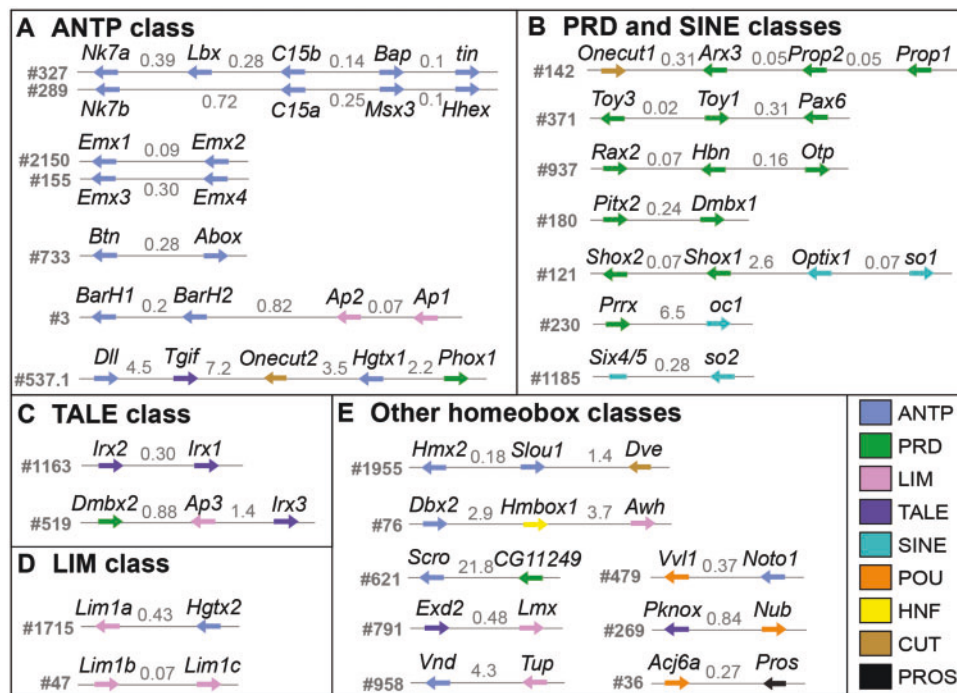 A ANTP class
Nk7a 0.39 Lbx 0.28 C15b 0.14 Bap 0.1 tin
#327
#289
Nk7b 0.72 C15a 0.25 Msx3 0.1 Hhex
Emx1 0.09 Emx2
#2150
#155
Emx3 0.30 Emx4
Btn 0.28 Abox
#733
BarH1 0.2 BarH2 0.82 Ap2 0.07 Ap1
#3
Dll 4.5 Tgif 7.2 Onecut2 3.5 Hgtx1 2.2 Phox1
#537.1
B PRD and SINE classes
Onecut1 0.31 Arx3 0.05 Prop2 0.05 Prop1
#142
Toy3 0.02 Toy1 0.31 Pax6
#371
Rax2 0.07 Hbn 0.16 Otp
#937
Pitx2 0.24 Dmbx1
#180
#121
Shox2 0.07 Shox1 2.6 Optix1 0.07 so1
Prrx 6.5 oc1
#230
Six4/5 0.28 so2
#1185
C TALE class
Irx2 0.30 Irx1
#1163
Dmbx2 0.88 Ap3 1.4 Irx3
#519
D LIM class
Lim1a 0.43 Hgtx2
#1715
Lim1b 0.07 Lim1c
#47
E Other homeobox classes
Hmx2 0.18 Slou1 1.4 Dve
#1955
Dbx2 2.9 Hmbox1 3.7 Awh
#76
Scro 21.8 CG11249
#621
Exd2 0.48 Lmx
#791
Vnd 4.3 Tup
#958
Vvl1 0.37 Noto1
#479
Pknox 0.84 Nub
#269
Acj6a 0.27 Pros
#36
ANTP
PRD
LIM
TALE
SINE
POU
HNF
CUT
PROS